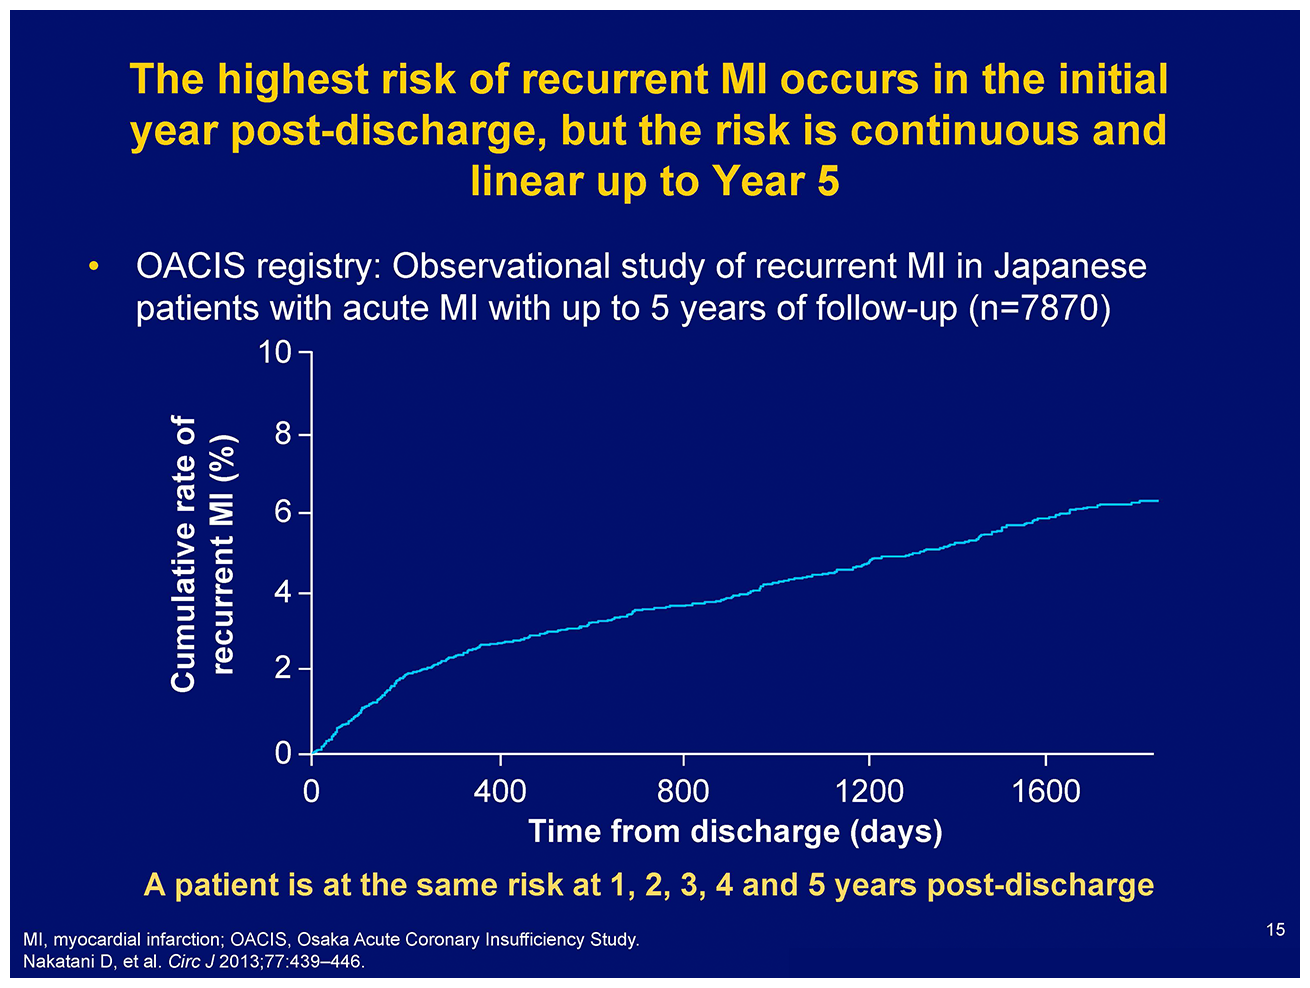 The highest risk of recurrent MI occurs in the initial
year post-discharge, but the risk is continuous and
linear up to Year 5
• OACIS registry: Observational study of recurrent MI in Japanese
patients with acute MI with up to 5 years of follow-up (n=7870)
Cumulative rate of
recurrent MI (%)
10
8
6
4
2
0
0 400 800 1200 1600
Time from discharge (days)
A patient is at the same risk at 1, 2, 3, 4 and 5 years post-discharge
MI, myocardial infarction; OACIS, Osaka Acute Coronary Insufficiency Study.
Nakatani D, et al. Circ J 2013;77:439–446.
15